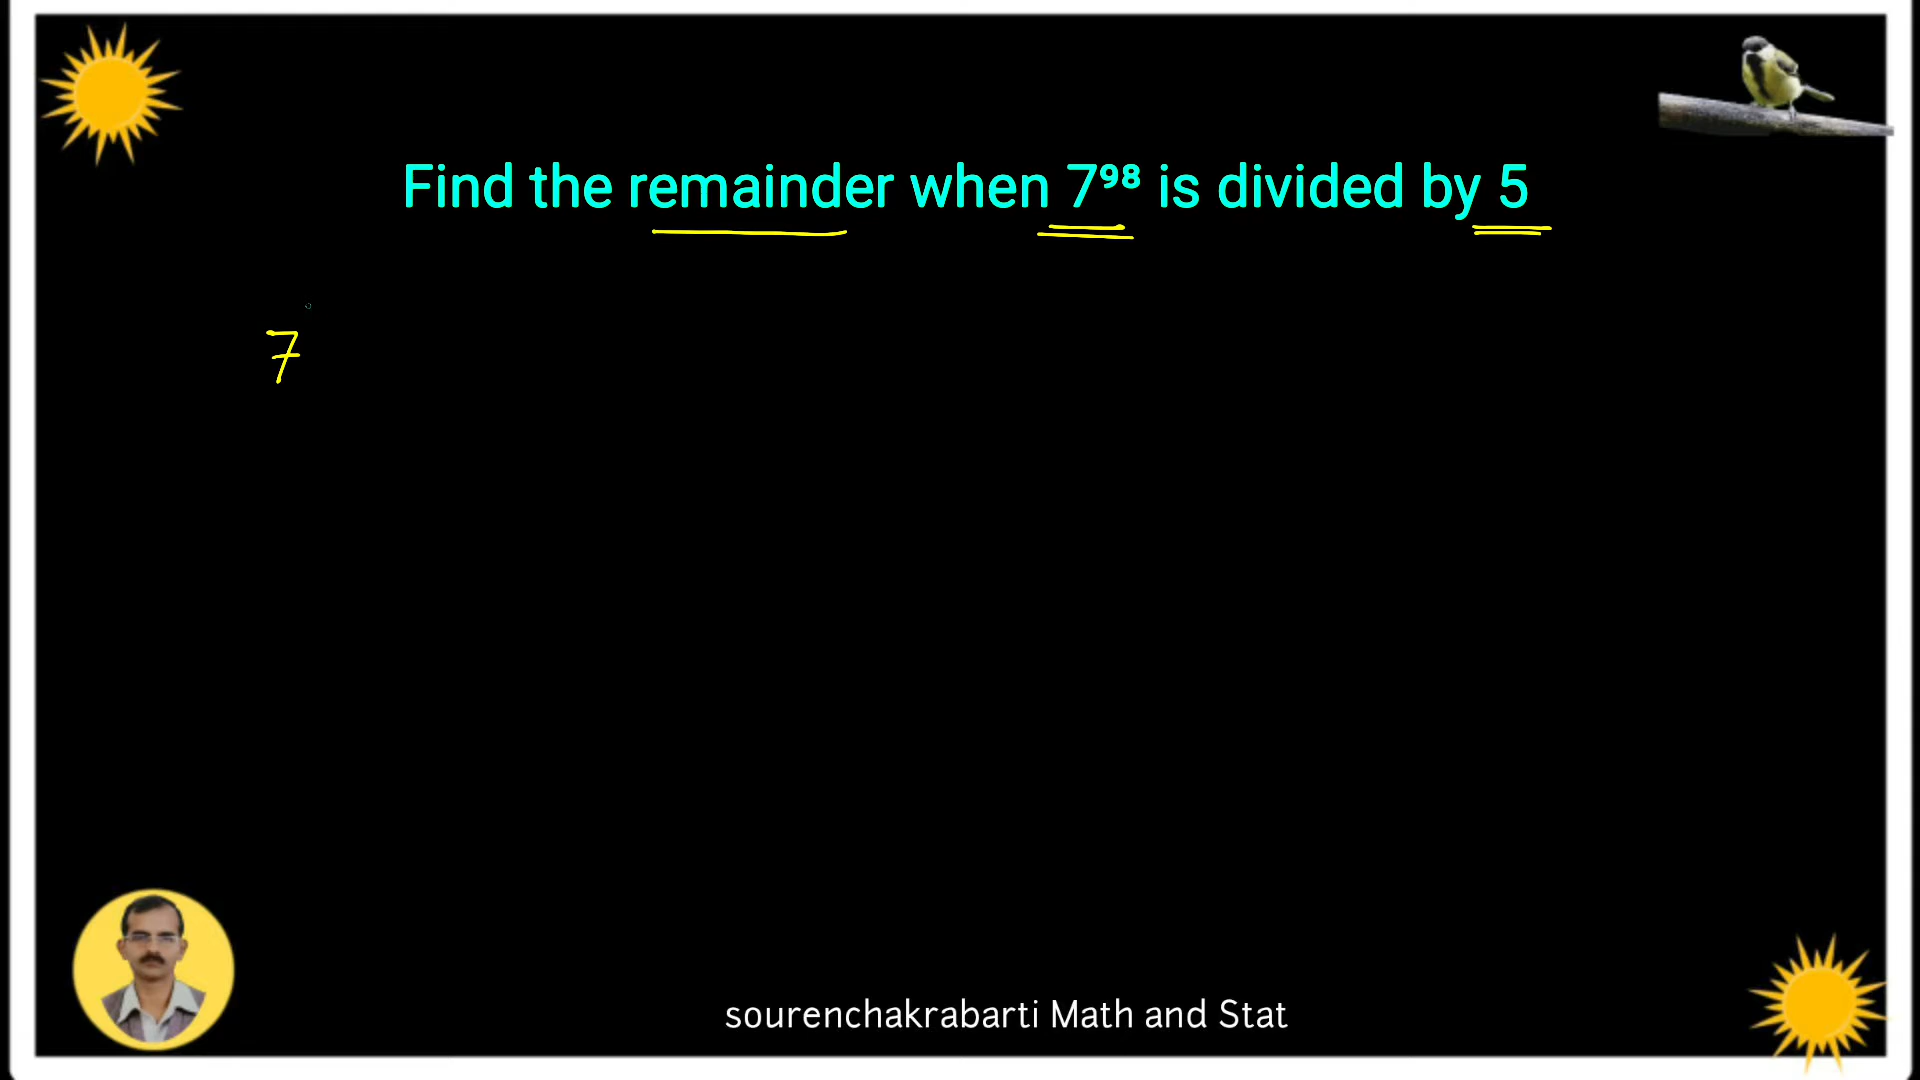 Find the remainder when 7⁹⁸ is divided by 5
7
sourenchakrabarti Math and Stat